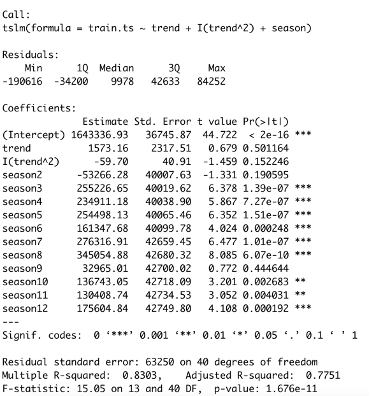 Call:
tslm(formula = train.ts ~ trend + I(trend^2) + season)
Residuals:
Min 1Q Median 3Q Max
-190616 -34200 9978 42633 84252
Coefficients:
Estimate Std. Error t value Pr(>|t|)
(Intercept) 1643336.93 36745.87 44.722 < 2e-16 ***
trend 1573.16 2317.51 0.679 0.501164
I(trend^2) -59.70 40.91 -1.459 0.152246
season2 -53266.28 40007.63 -1.331 0.190595
season3 255226.65 40019.62 6.378 1.39e-07 ***
season4 234911.18 40038.90 5.867 7.27e-07 ***
season5 254498.13 40065.46 6.352 1.51e-07 ***
season6 161347.68 40099.78 4.024 0.000248 ***
season7 276316.91 42659.45 6.477 1.01e-07 ***
season8 345054.88 42680.32 8.085 6.07e-10 ***
season9 32965.01 42700.02 0.772 0.444644
season10 136743.05 42718.09 3.201 0.002683 **
season11 130408.74 42734.53 3.052 0.004031 **
season12 175604.84 42749.80 4.108 0.000192 ***
---
Signif. codes: 0 ‘***’ 0.001 ‘**’ 0.01 ‘*’ 0.05 ‘.’ 0.1 ‘ ’ 1
Residual standard error: 63250 on 40 degrees of freedom
Multiple R-squared: 0.8303, Adjusted R-squared: 0.7751
F-statistic: 15.05 on 13 and 40 DF, p-value: 1.676e-11